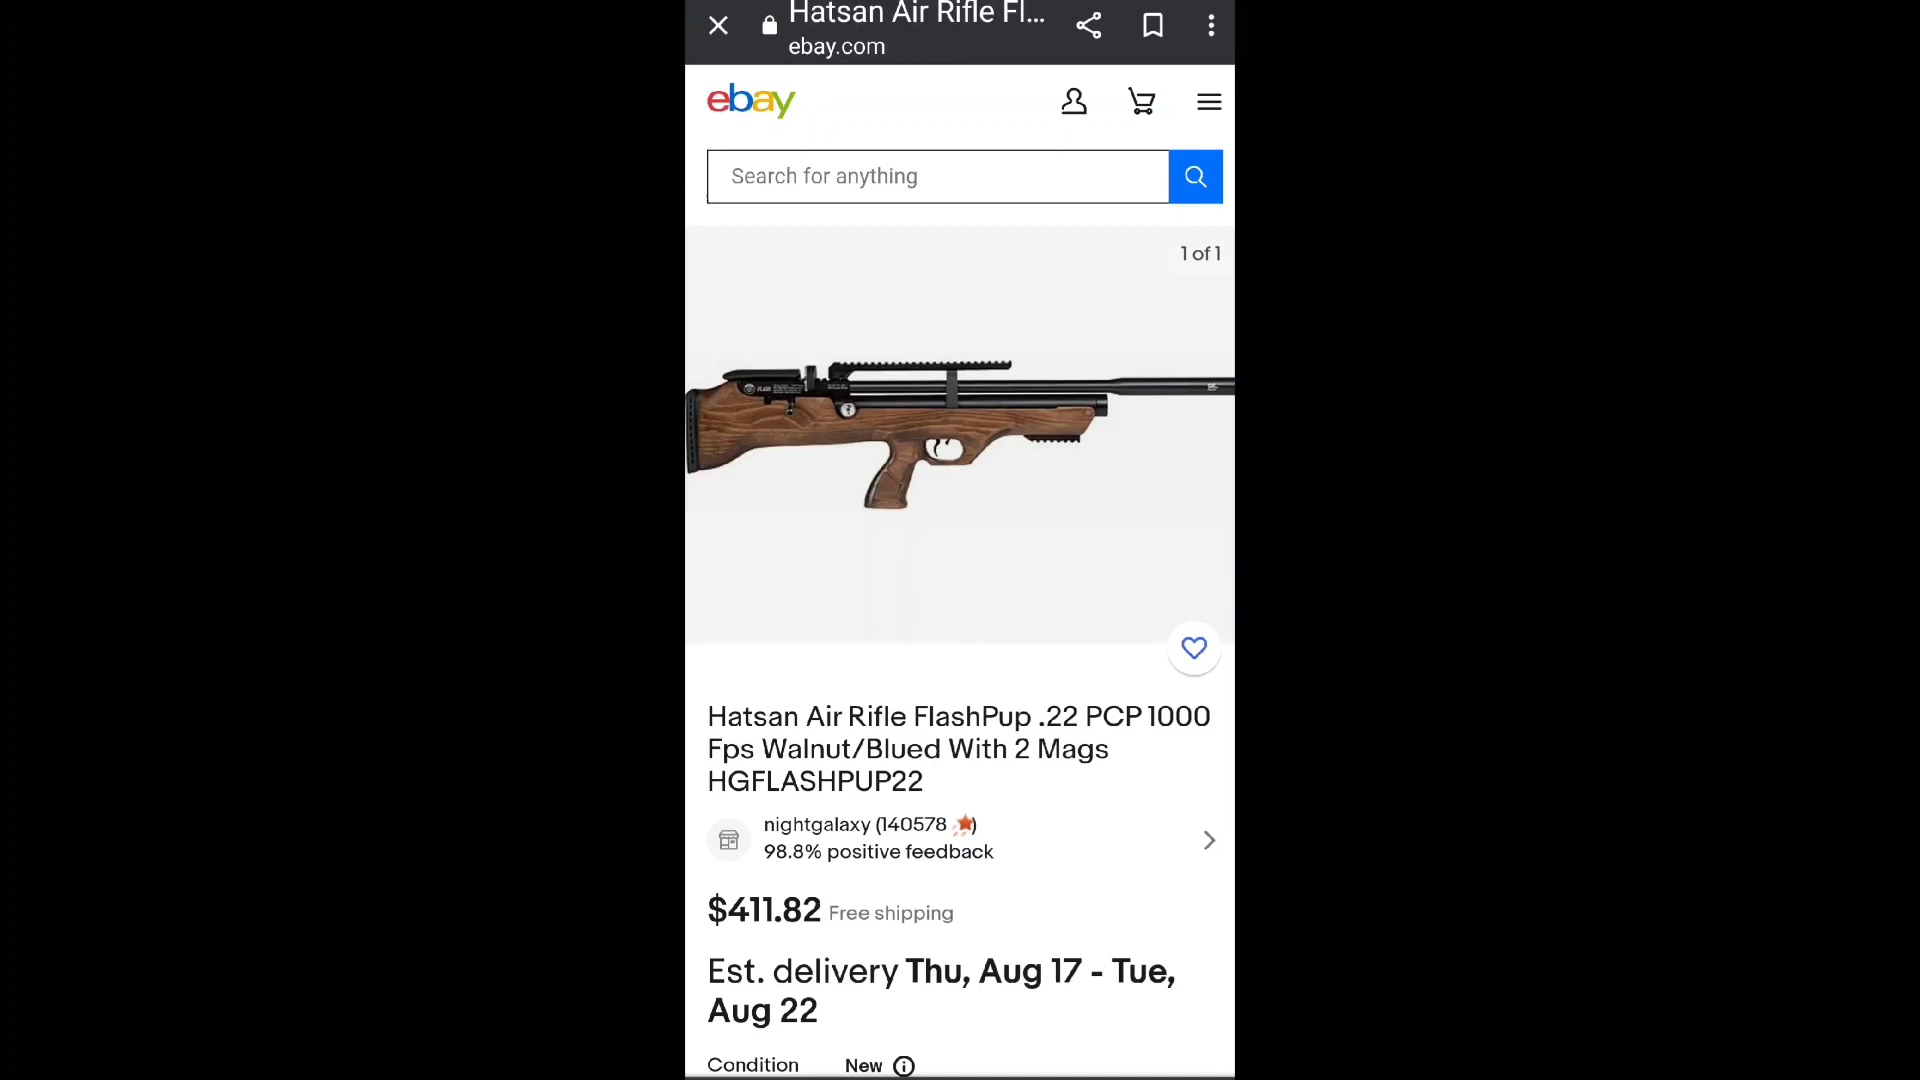 Hatsan Air Rifle Fl...
ebay.com
ebay
Search for anything
1 of 1
Hatsan Air Rifle FlashPup .22 PCP 1000
Fps Walnut/Blued With 2 Mags
HGFLASHPUP22
nightgalaxy (140578)
98.8% positive feedback
$411.82 Free shipping
Est. delivery Thu, Aug 17 - Tue,
Aug 22
Condition New